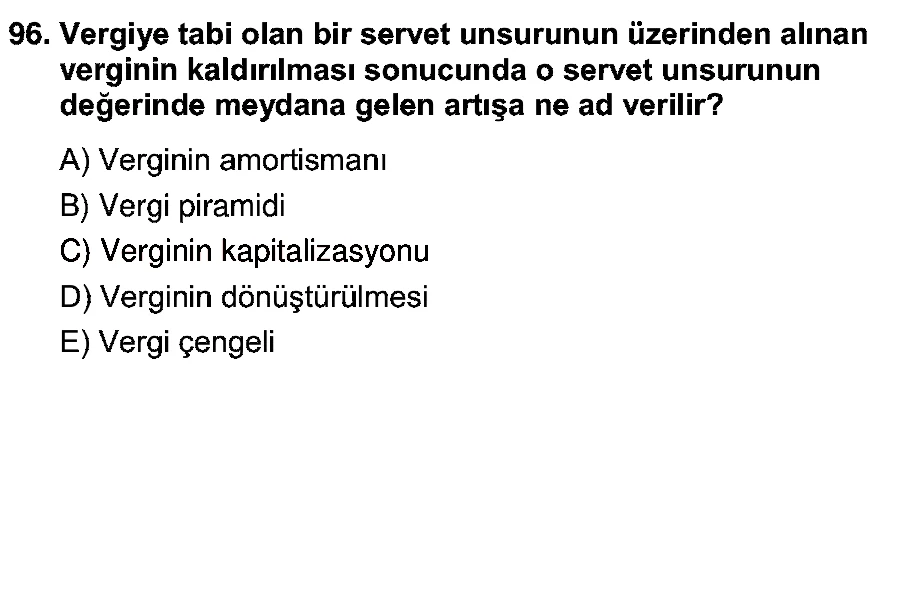 96. Vergiye tabi olan bir servet unsurunun üzerinden alınan
verginin kaldırılması sonucunda o servet unsurunun
değerinde meydana gelen artışa ne ad verilir?
A) Verginin amortismanı
B) Vergi piramidi
C) Verginin kapitalizasyonu
D) Verginin dönüştürülmesi
E) Vergi çengeli